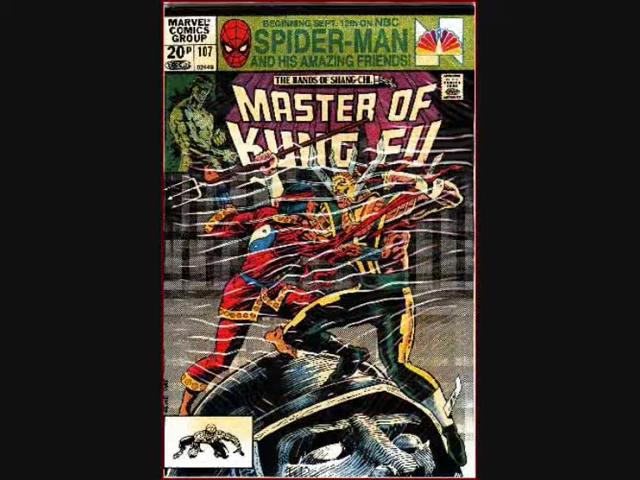 MARVEL®
COMICS
GROUP
20p 107
BEGINNING SEPT. 12th ON NBC
SPIDER-MAN
AND HIS AMAZING FRIENDS!
THE HANDS OF SHANG-CHI,
MASTER OF
KUNG FU